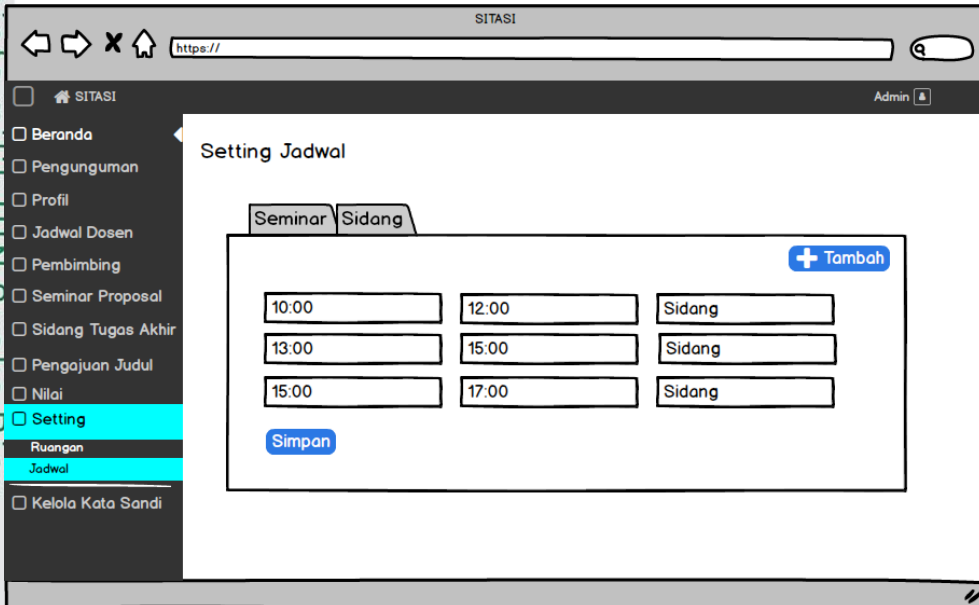 SITASI
https://
SITASI Admin
Beranda
Pengunguman
Profil
Jadwal Dosen
Pembimbing
Seminar Proposal
Sidang Tugas Akhir
Pengajuan Judul
Nilai
Setting
Ruangan
Jadwal
Kelola Kata Sandi
Setting Jadwal
Seminar Sidang
Tambah
10:00 12:00 Sidang
13:00 15:00 Sidang
15:00 17:00 Sidang
Simpan